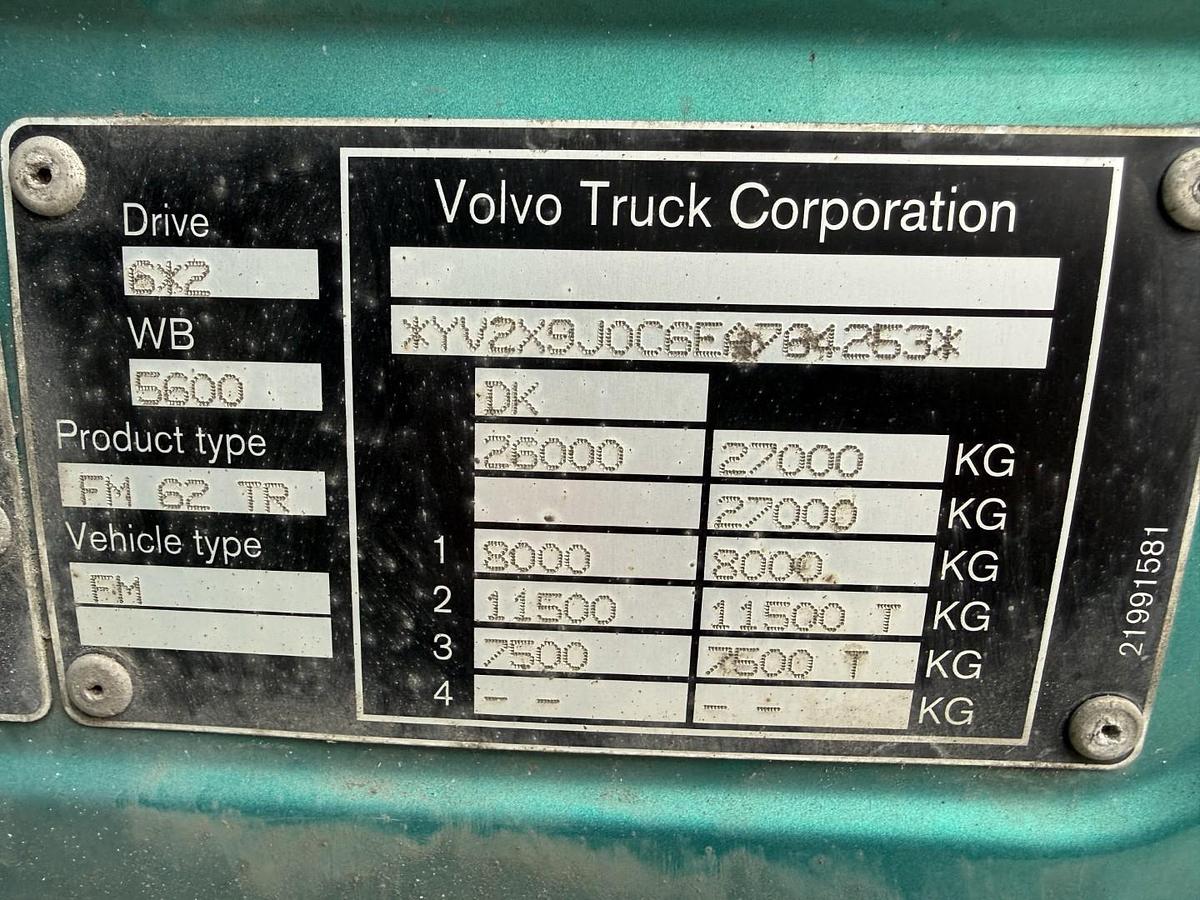 Volvo Truck Corporation
Drive
6X2
*YV2X9J0C6EA784253*
WB
5600
DK
Product type
26000 27000 KG
FM 62 TR
27000 KG
Vehicle type
1 8000 8000 KG
FM
2 11500 11500 T KG
3 7500 7500 T KG
4 -- -- KG
21991581